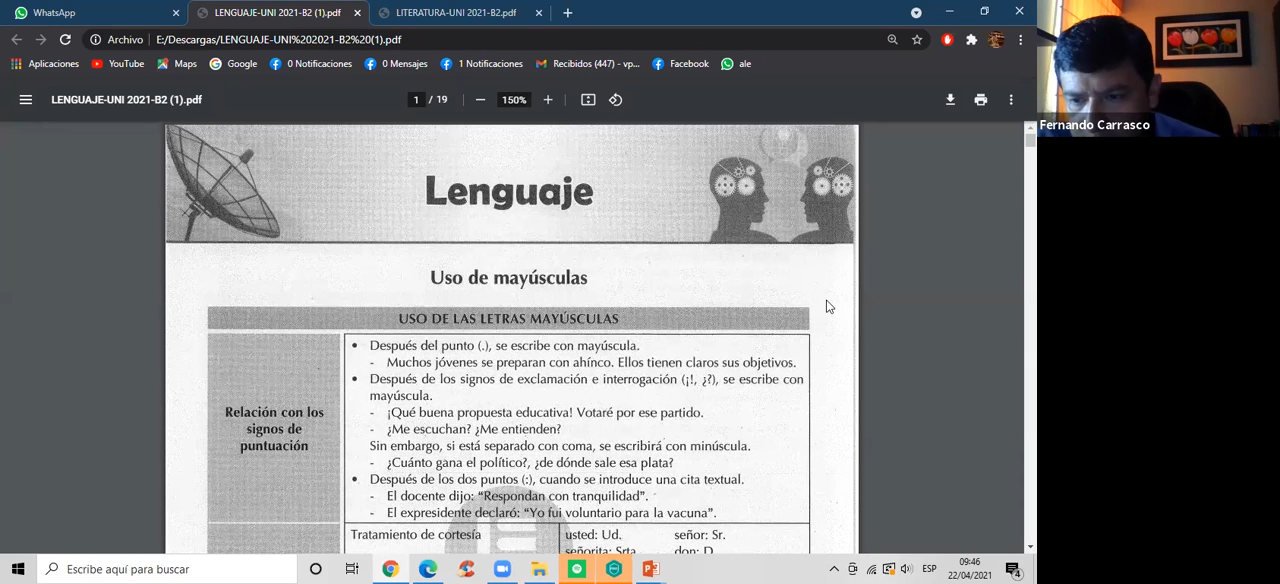 WhatsApp
LENGUAJE-UNI 2021-B2 (1).pdf
LITERATURA-UNI 2021-B2.pdf
Archivo
E:/Descargas/LENGUAJE-UNI%202021-B2%20(1).pdf
Aplicaciones
YouTube
Maps
Google
0 Notificaciones
0 Mensajes
1 Notificaciones
Recibidos (447) - vp...
Facebook
ale
LENGUAJE-UNI 2021-B2 (1).pdf
1 / 19
150%
Fernando Carrasco
Lenguaje
Uso de mayúsculas
USO DE LAS LETRAS MAYÚSCULAS
Relación con los
signos de
puntuación
• Después del punto (.), se escribe con mayúscula.
- Muchos jóvenes se preparan con ahínco. Ellos tienen claros sus objetivos.
• Después de los signos de exclamación e interrogación (¡!, ¿?), se escribe con
mayúscula.
- ¡Qué buena propuesta educativa! Votaré por ese partido.
- ¿Me escuchan? ¿Me entienden?
Sin embargo, si está separado con coma, se escribirá con minúscula.
- ¿Cuánto gana el político?, ¿de dónde sale esa plata?
• Después de los dos puntos (:), cuando se introduce una cita textual.
- El docente dijo: “Respondan con tranquilidad”.
- El expresidente declaró: “Yo fui voluntario para la vacuna”.
Tratamiento de cortesía
usted: Ud.
señor: Sr.
señorita: Srta.
don: D.
Escribe aquí para buscar
ESP
09:46
22/04/2021
4